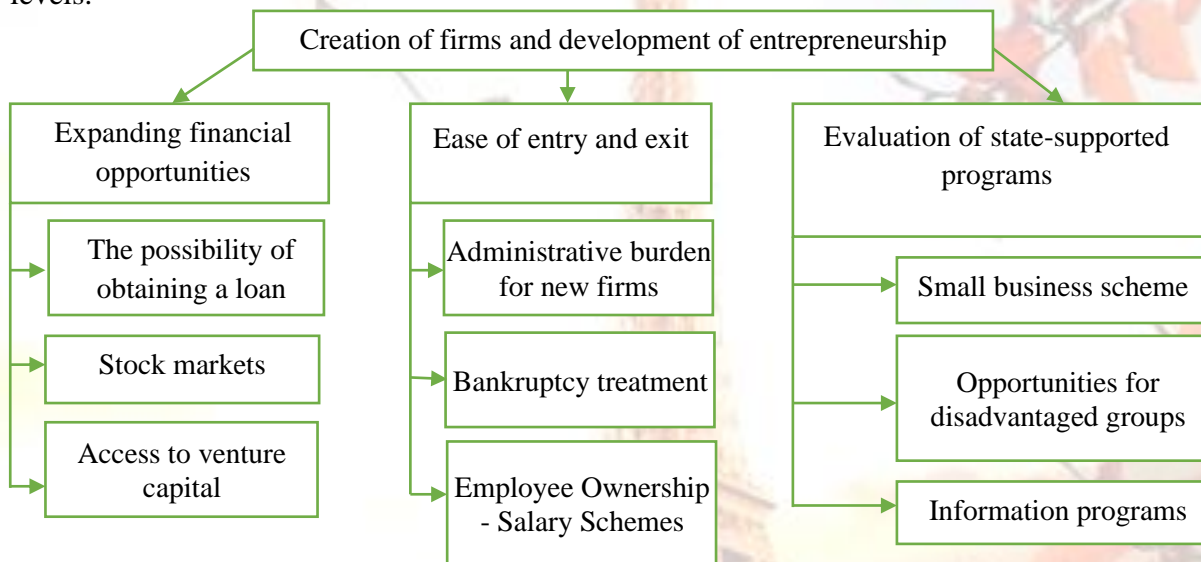 levels.
Creation of firms and development of entrepreneurship
Expanding financial
opportunities
The possibility of
obtaining a loan
Stock markets
Access to venture
capital
Ease of entry and exit
Administrative burden
for new firms
Bankruptcy treatment
Employee Ownership
- Salary Schemes
Evaluation of state-supported
programs
Small business scheme
Opportunities for
disadvantaged groups
Information programs